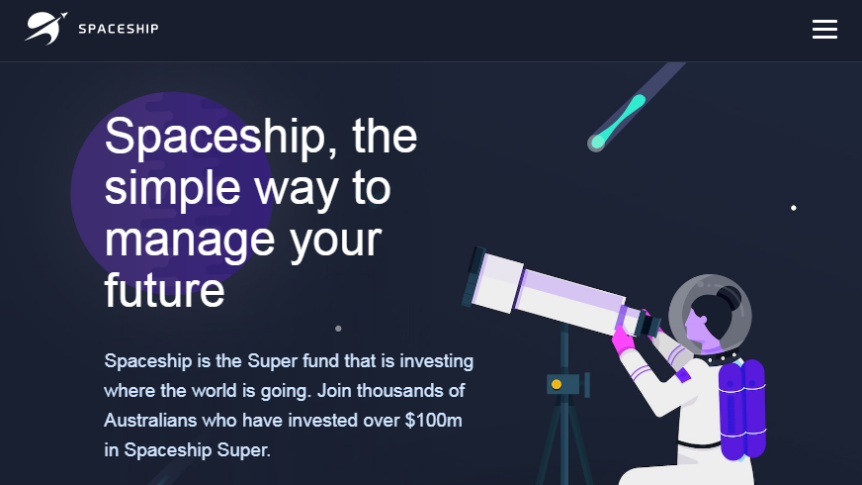 SPACESHIP
Spaceship, the
simple way to
manage your
future
Spaceship is the Super fund that is investing
where the world is going. Join thousands of
Australians who have invested over $100m
in Spaceship Super.